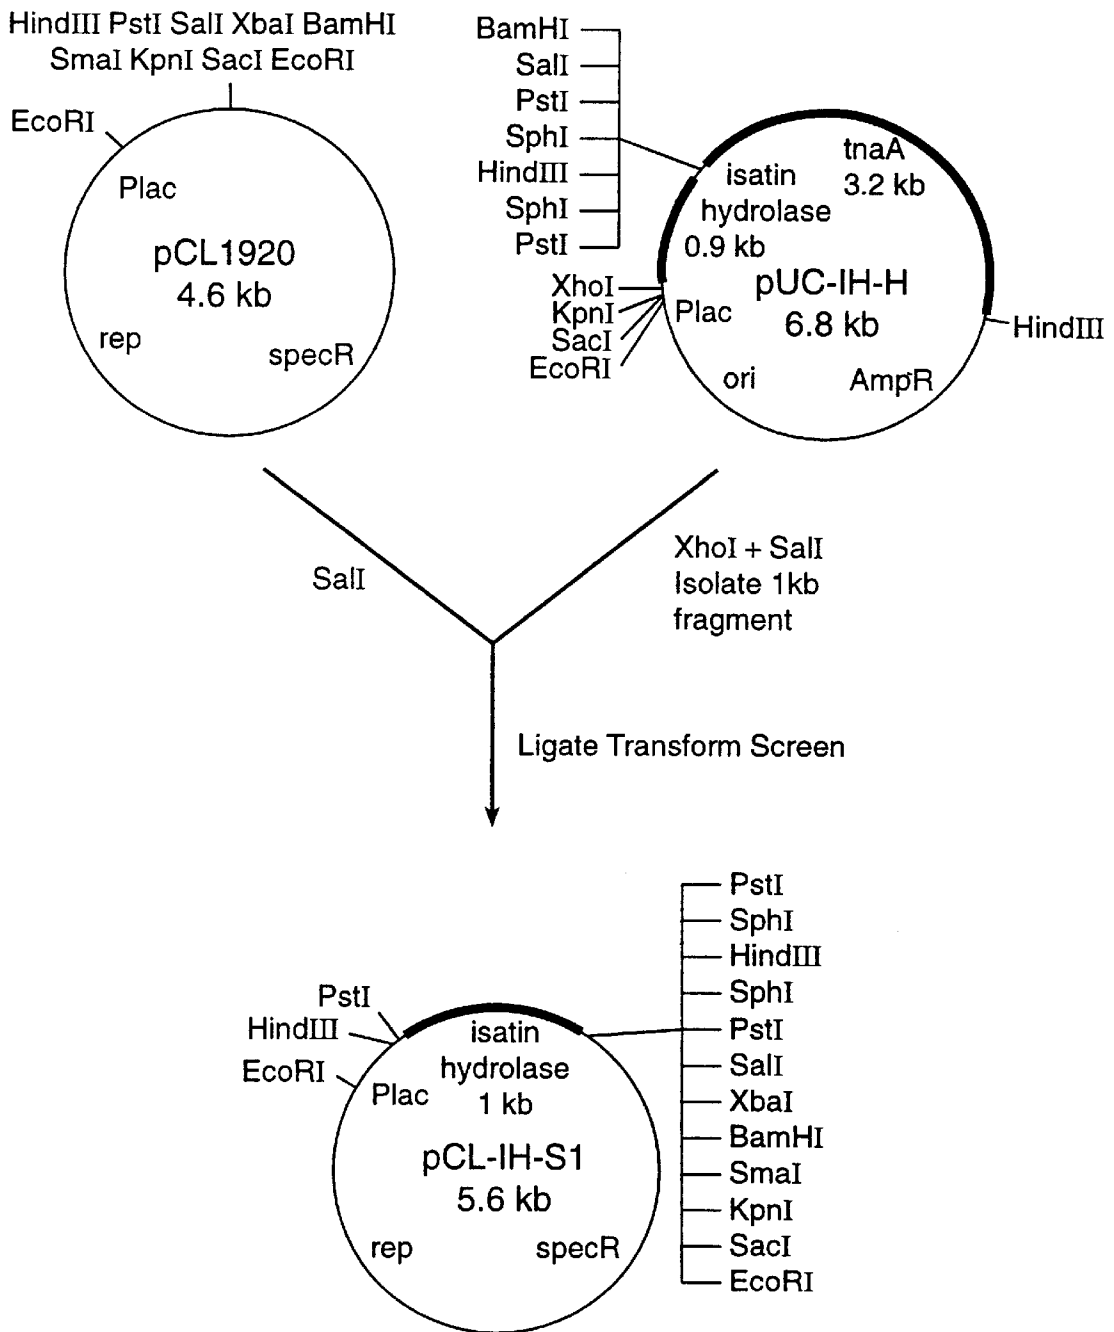 HindIII PstI SalI XbaI BamHI
SmaI KpnI SacI EcoRI
EcoRI
Plac
pCL1920
4.6 kb
rep
specR
BamHI
SalI
PstI
SphI
HindIII
SphI
PstI
XhoI
KpnI
SacI
EcoRI
tnaA
3.2 kb
isatin
hydrolase
0.9 kb
pUC-IH-H
6.8 kb
Plac
HindIII
ori
AmpR
SalI
XhoI + SalI
Isolate 1kb
fragment
Ligate Transform Screen
PstI
HindIII
EcoRI
Plac
isatin
hydrolase
1 kb
pCL-IH-S1
5.6 kb
rep
specR
PstI
SphI
HindIII
SphI
PstI
SalI
XbaI
BamHI
SmaI
KpnI
SacI
EcoRI